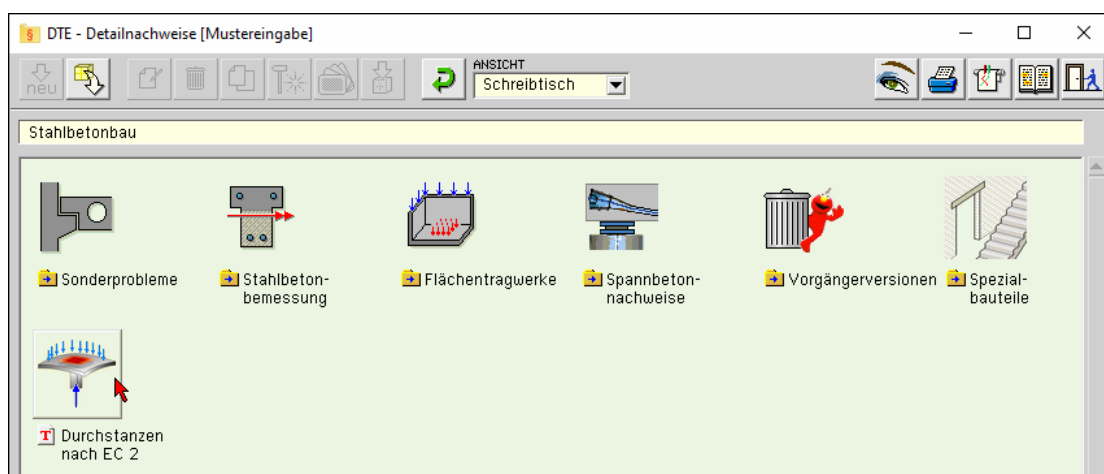 § DTE - Detailnachweise [Mustereingabe]
neu
ANSICHT
Schreibtisch
Stahlbetonbau
Sonderprobleme
Stahlbeton-
bemessung
Flächentragwerke
Spannbeton-
nachweise
Vorgängerversionen
Spezial-
bauteile
T Durchstanzen
nach EC 2